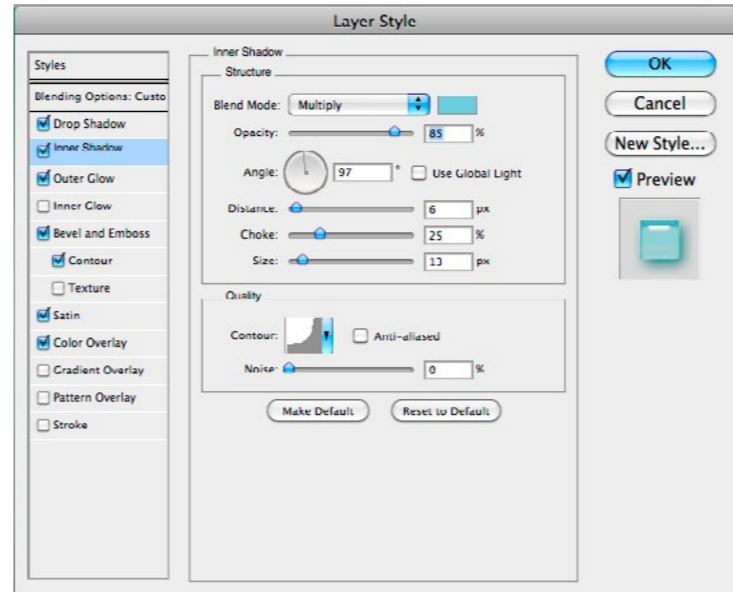 Layer Style
Styles
Blending Options: Custo
Drop Shadow
Inner Shadow
Outer Glow
Inner Glow
Bevel and Emboss
Contour
Texture
Satin
Color Overlay
Gradient Overlay
Pattern Overlay
Stroke
Inner Shadow
Structure
Blend Mode: Multiply
Opacity: 85 %
Angle: 97 ° Use Global Light
Distance: 6 px
Choke: 25 %
Size: 13 px
Quality
Contour: Anti-aliased
Noise: 0 %
Make Default Reset to Default
OK
Cancel
New Style...
Preview